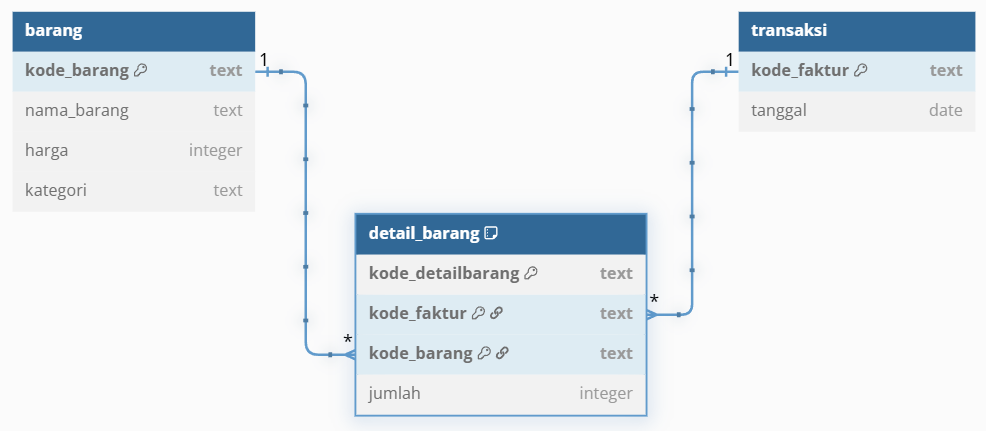 barang
kode_barang text
nama_barang text
harga integer
kategori text
1
*
transaksi
kode_faktur text
tanggal date
1
*
detail_barang
kode_detailbarang text
kode_faktur text
kode_barang text
jumlah integer